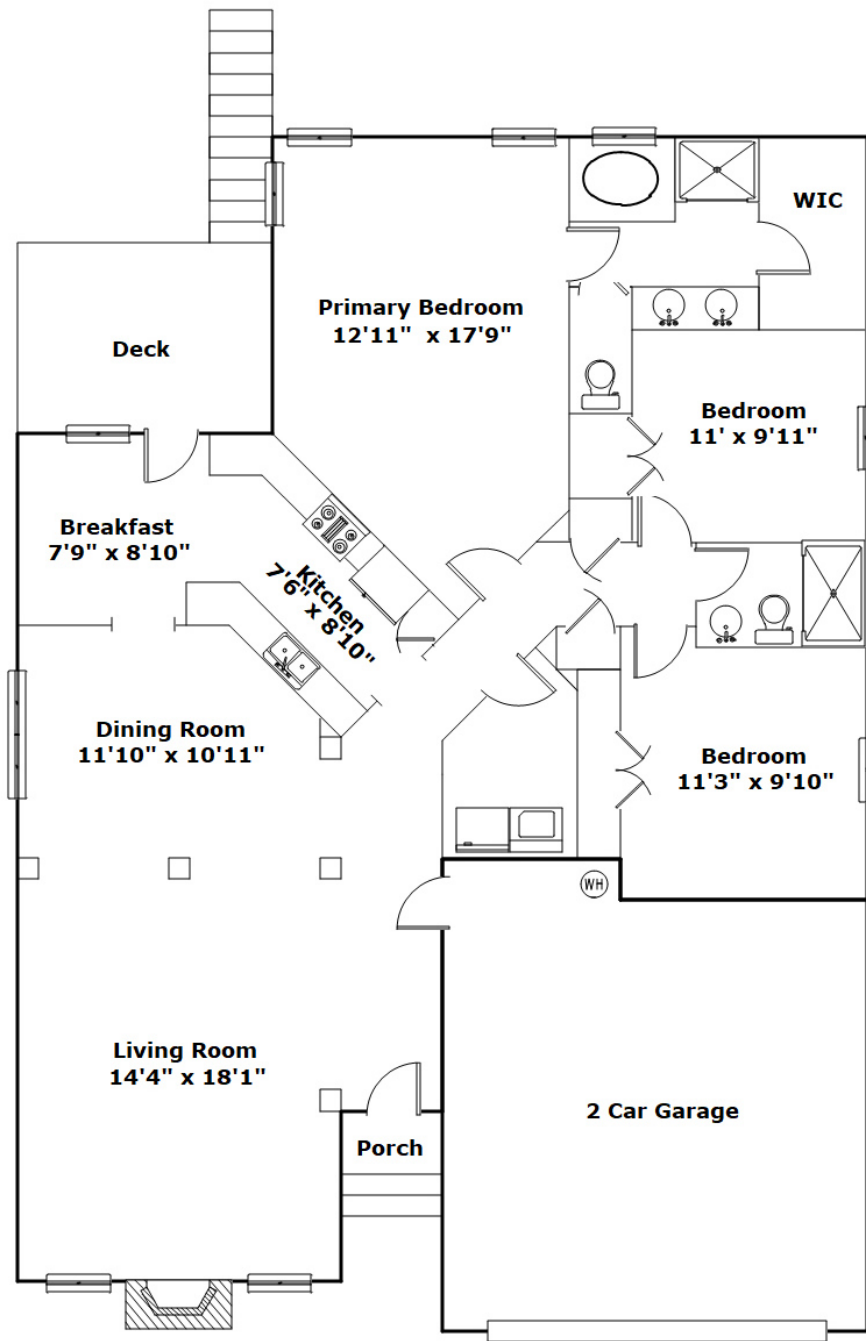 WIC
Primary Bedroom
12'11"  x 17'9"
Deck
Bedroom
11' x 9'11"
Breakfast
7'9" x 8'10"
Kitchen
7'6" x 8'10"
Dining Room
11'10" x 10'11"
Bedroom
11'3" x 9'10"
WH
Living Room
14'4" x 18'1"
2 Car Garage
Porch